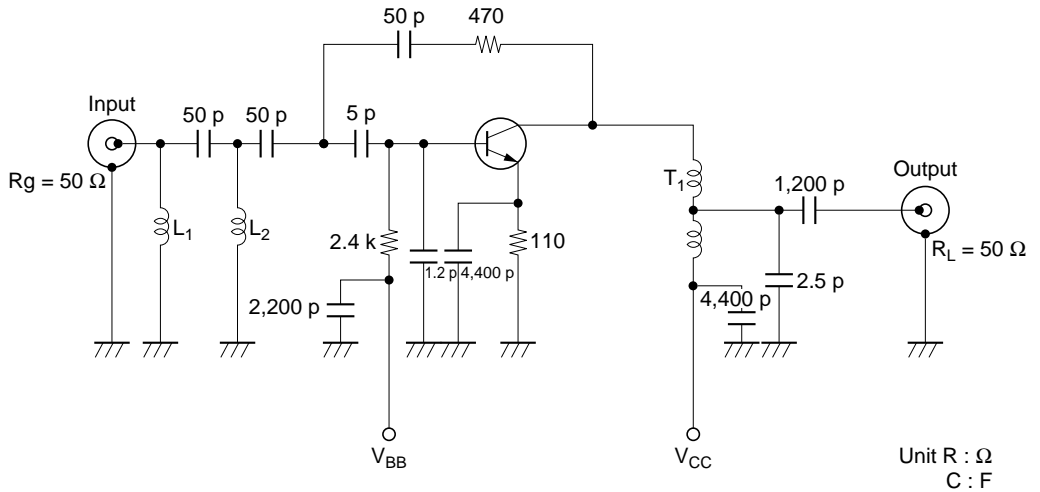 50 p
470
Input
50 p
50 p
5 p
Rg = 50 Ω
L1
L2
T1
1,200 p
Output
RL = 50 Ω
2.4 k
1.2 p
4,400 p
110
2,200 p
4,400 p
2.5 p
VBB
VCC
Unit R : Ω
C : F